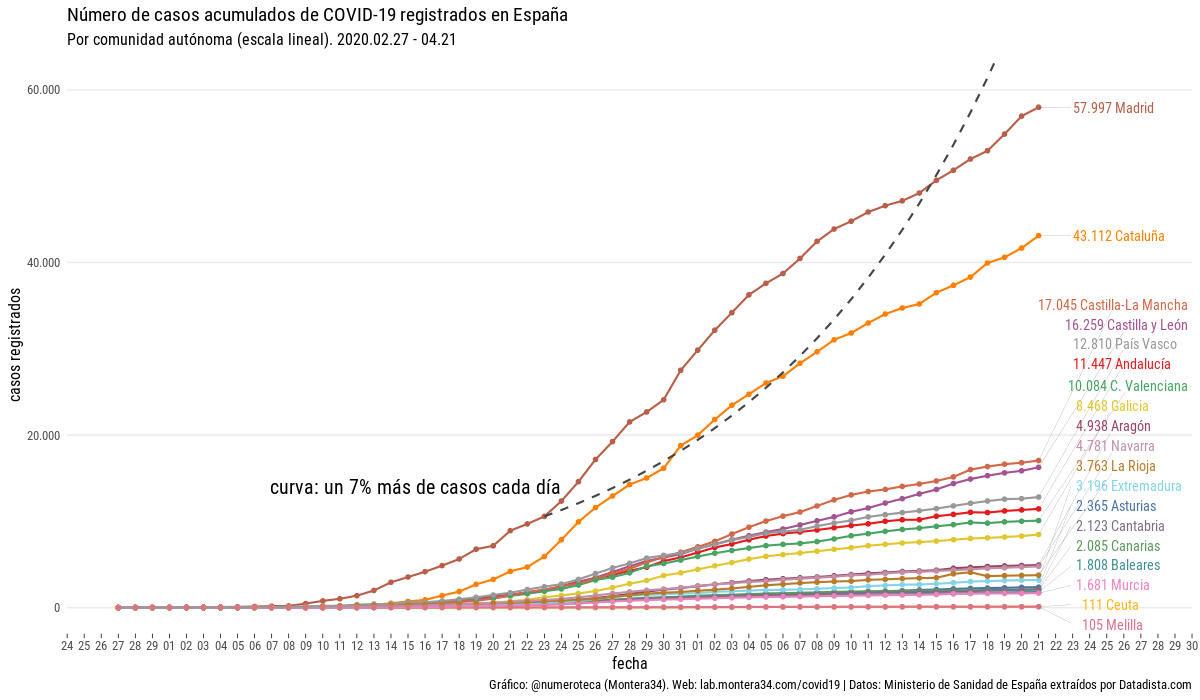 Número de casos acumulados de COVID-19 registrados en España
Por comunidad autónoma (escala lineal). 2020.02.27 - 04.21
casos registrados
60.000
40.000
20.000
0
curva: un 7% más de casos cada día
57.997 Madrid
43.112 Cataluña
17.045 Castilla-La Mancha
16.259 Castilla y León
12.810 País Vasco
11.447 Andalucía
10.084 C. Valenciana
8.468 Galicia
4.938 Aragón
4.781 Navarra
3.763 La Rioja
3.196 Extremadura
2.365 Asturias
2.123 Cantabria
2.085 Canarias
1.808 Baleares
1.681 Murcia
111 Ceuta
105 Melilla
24 25 26 27 28 29 01 02 03 04 05 06 07 08 09 10 11 12 13 14 15 16 17 18 19 20 21 22 23 24 25 26 27 28 29 30 31 01 02 03 04 05 06 07 08 09 10 11 12 13 14 15 16 17 18 19 20 21 22 23 24 25 26 27 28 29 30
fecha
Gráfico: @numeroteca (Montera34). Web: lab.montera34.com/covid19 | Datos: Ministerio de Sanidad de España extraídos por Datadista.com